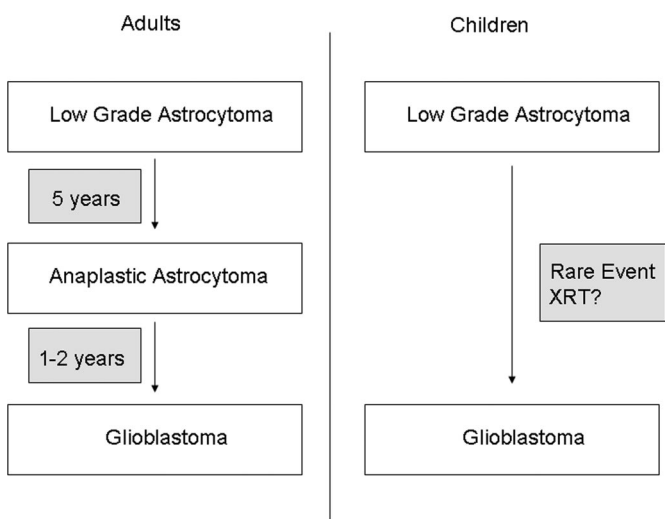 Adults
Low Grade Astrocytoma
5 years
Anaplastic Astrocytoma
1-2 years
Glioblastoma
Children
Low Grade Astrocytoma
Rare Event
XRT?
Glioblastoma